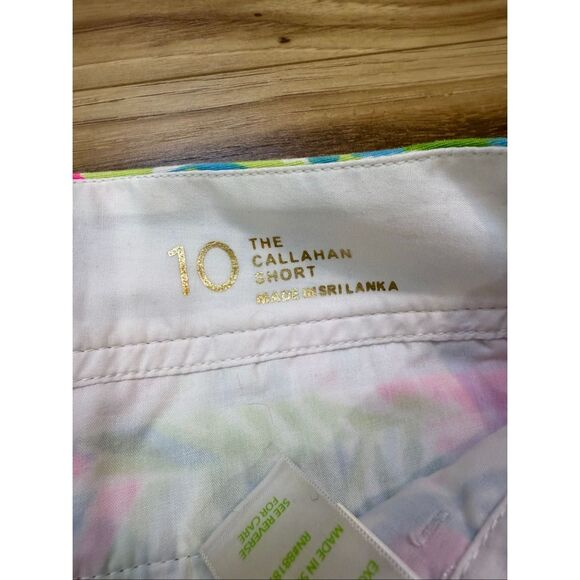 10
THE
CALLAHAN
SHORT
MADE IN SRI LANKA
SEE REVERSE
FOR CARE
MADE IN